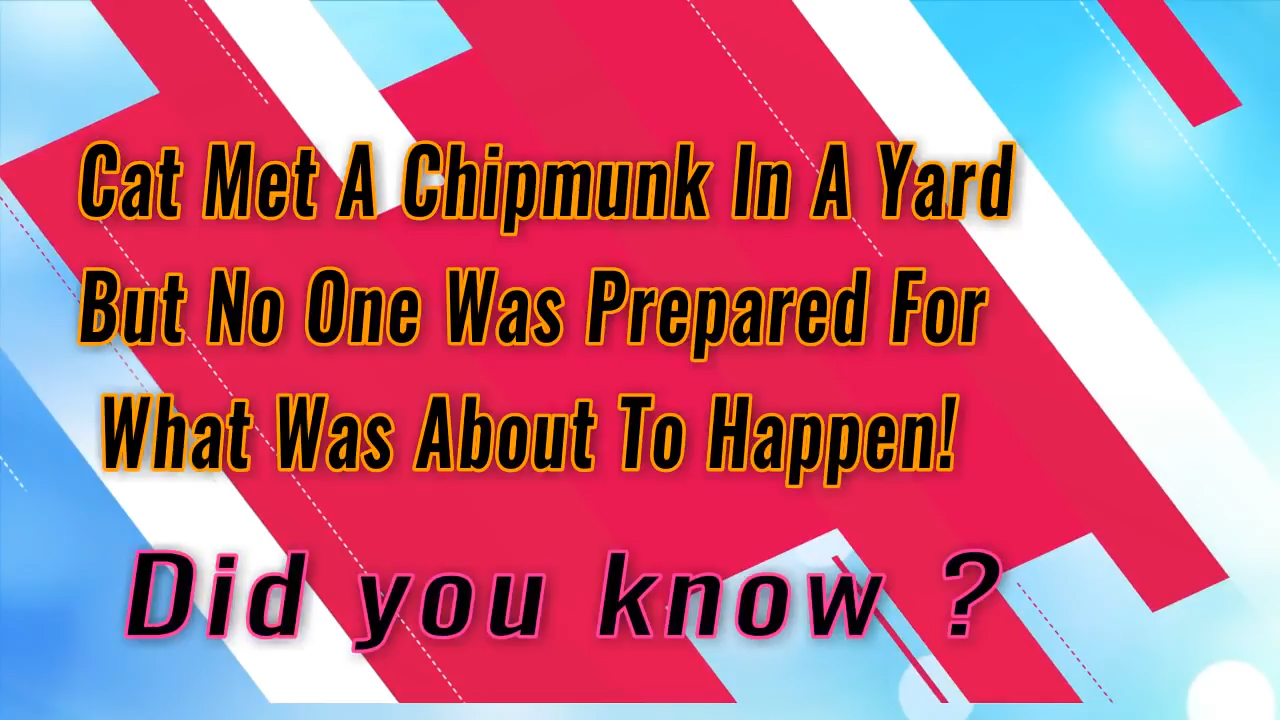 Cat Met A Chipmunk In A Yard
But No One Was Prepared For
What Was About To Happen!
Did you know ?